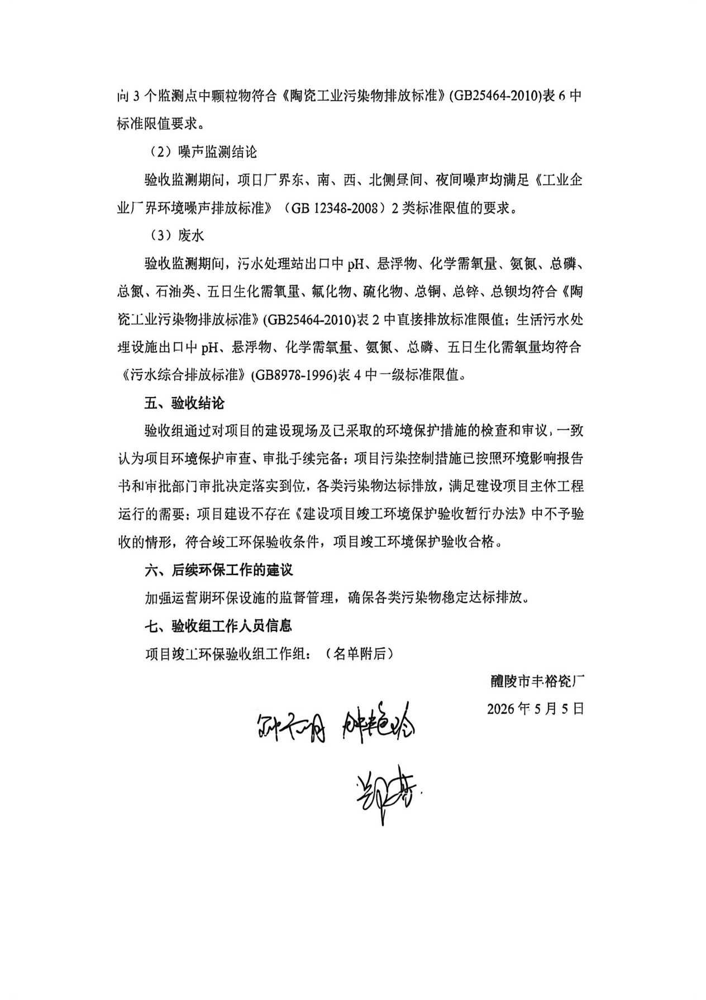 向 3 个监测点中颗粒物符合《陶瓷工业污染物排放标准》(GB25464-2010)表 6 中
标准限值要求。
（2）噪声监测结论
验收监测期间，项目厂界东、南、西、北侧昼间、夜间噪声均满足《工业企
业厂界环境噪声排放标准》（GB 12348-2008）2 类标准限值的要求。
（3）废水
验收监测期间，污水处理站出口中 pH、悬浮物、化学需氧量、氨氮、总磷、
总氮、石油类、五日生化需氧量、氟化物、硫化物、总铜、总锌、总钡均符合《陶
瓷工业污染物排放标准》(GB25464-2010)表 2 中直接排放标准限值；生活污水处
理设施出口中 pH、悬浮物、化学需氧量、氨氮、总磷、五日生化需氧量均符合
《污水综合排放标准》(GB8978-1996)表 4 中一级标准限值。
五、验收结论
验收组通过对项目的建设现场及已采取的环境保护措施的检查和审议，一致
认为项目环境保护审查、审批手续完备；项目污染控制措施已按照环境影响报告
书和审批部门审批决定落实到位，各类污染物达标排放，满足建设项目主体工程
运行的需要；项目建设不存在《建设项目竣工环境保护验收暂行办法》中不予验
收的情形，符合竣工环保验收条件，项目竣工环境保护验收合格。
六、后续环保工作的建议
加强运营期环保设施的监督管理，确保各类污染物稳定达标排放。
七、验收组工作人员信息
项目竣工环保验收组工作组：（名单附后）
醴陵市丰裕瓷厂
2026 年 5 月 5 日